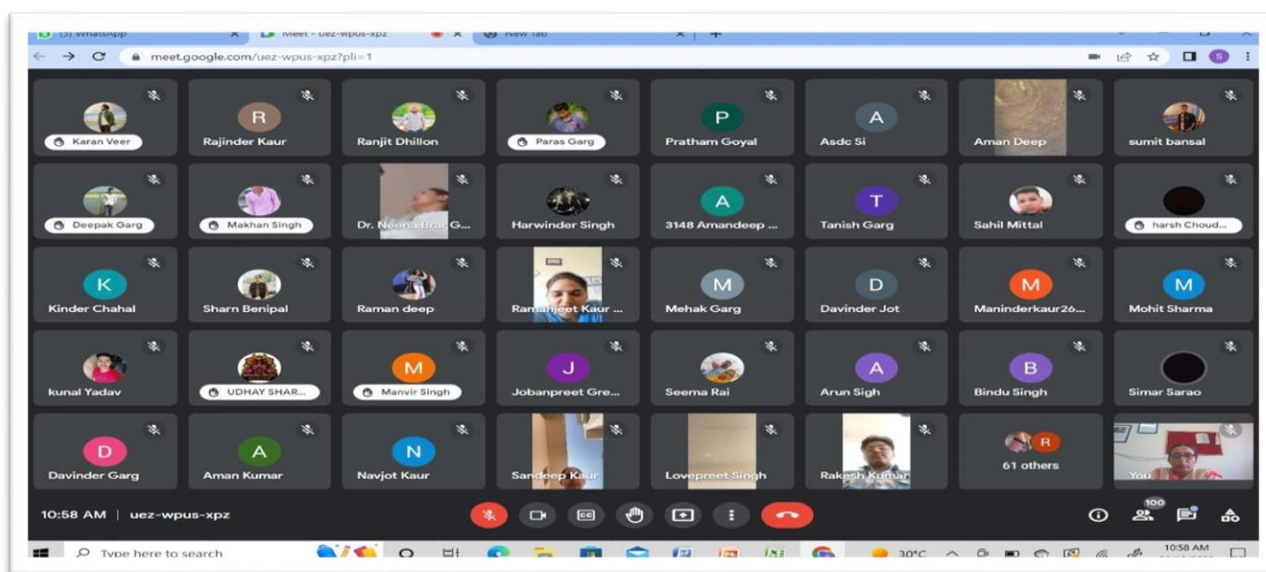 (5) WhatsApp Meet - uez-wpus-xpz New Tab
meet.google.com/uez-wpus-xpz?pli=1 S
R P A
Karan Veer Rajinder Kaur Ranjit Dhillon Paras Garg Pratham Goyal Asdc Si Aman Deep sumit bansal
A T
Deepak Garg Makhan Singh Dr. Neena Brar G... Harwinder Singh 3148 Amandeep ... Tanish Garg Sahil Mittal harsh Choud...
K M D M M
Kinder Chahal Sharn Benipal Raman deep Ramanjeet Kaur ... Mehak Garg Davinder Jot Maninderkaur26... Mohit Sharma
M J A B
kunal Yadav UDHAY SHAR... Manvir Singh Jobanpreet Gre... Seema Rai Arun Sigh Bindu Singh Simar Sarao
D A N R
Davinder Garg Aman Kumar Navjot Kaur Sandeep Kaur Lovepreet Singh Rakesh Kumar 61 others You
10:58 AM | uez-wpus-xpz CC 100
Type here to search 30°C 10:58 AM